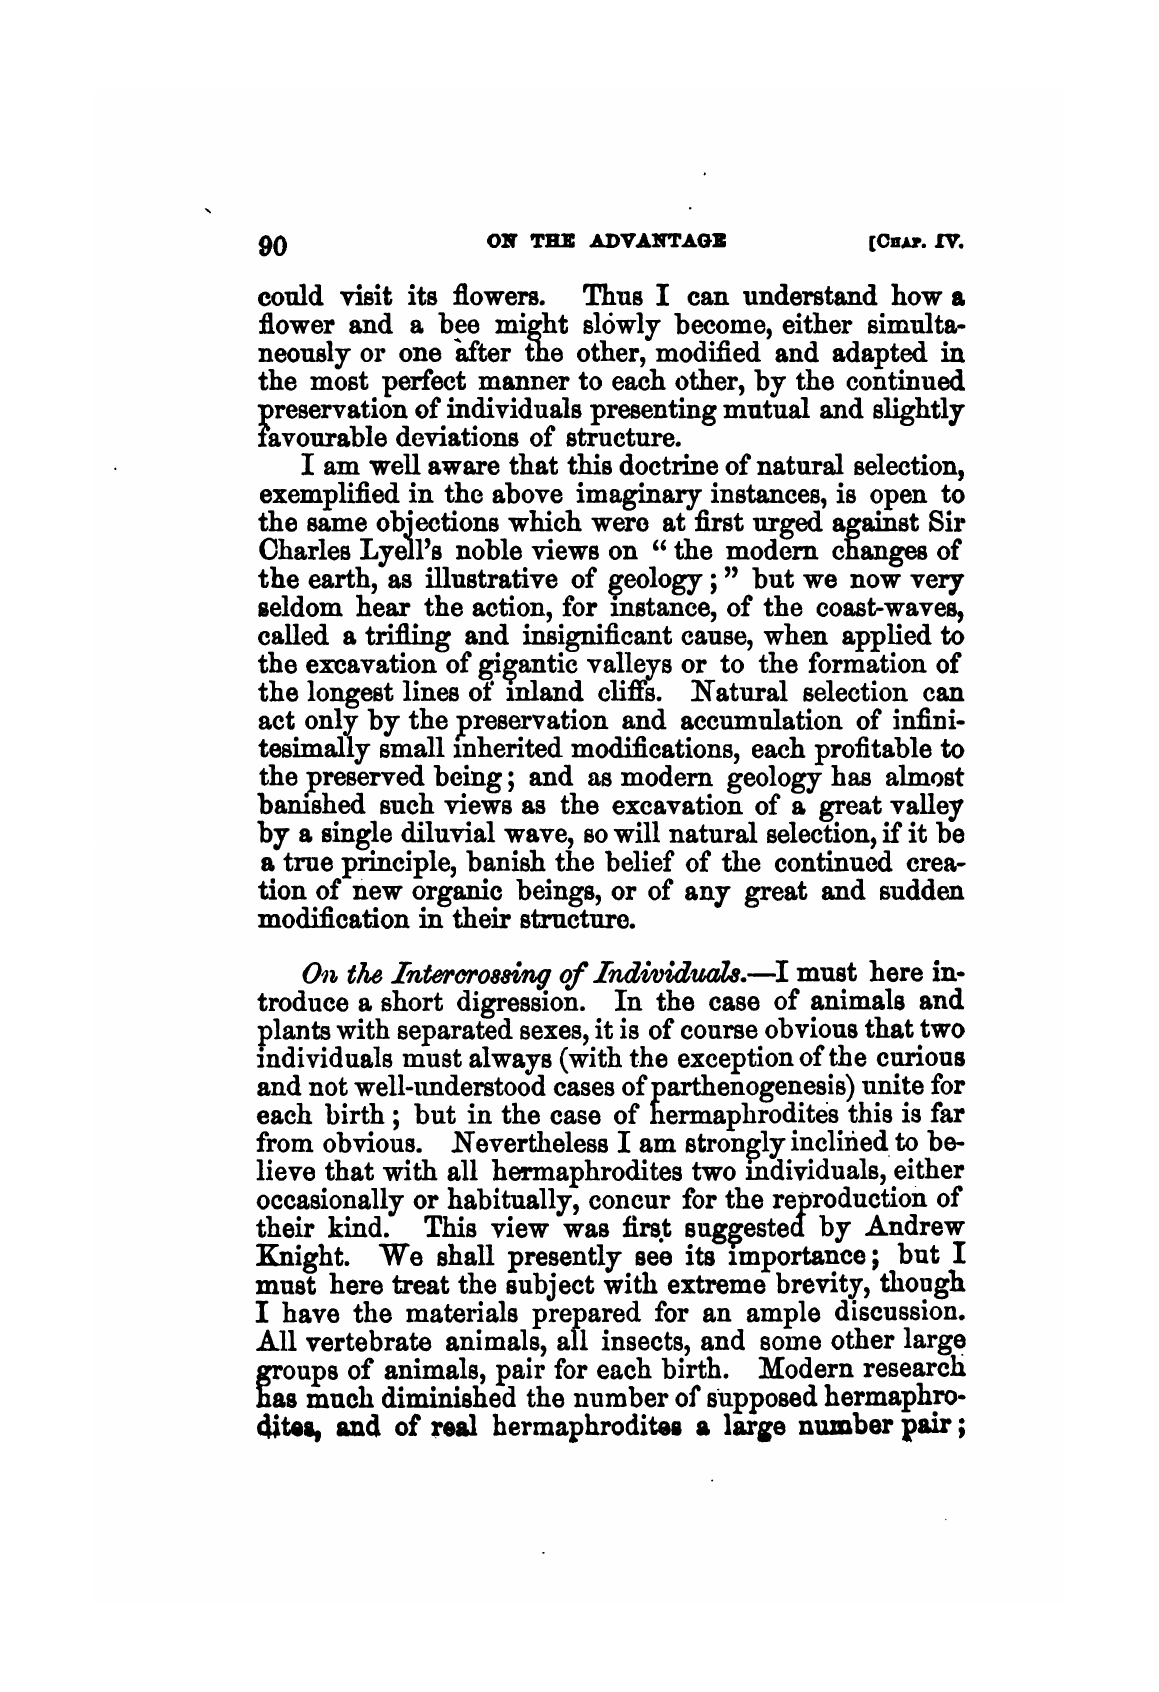 90 ON THE ADVANTAGE [CHAP. IV.
could visit its flowers. Thus I can understand how a
flower and a bee might slowly become, either simulta-
neously or one after the other, modified and adapted in
the most perfect manner to each other, by the continued
preservation of individuals presenting mutual and slightly
favourable deviations of structure.
I am well aware that this doctrine of natural selection,
exemplified in the above imaginary instances, is open to
the same objections which were at first urged against Sir
Charles Lyell's noble views on “ the modern changes of
the earth, as illustrative of geology ; ” but we now very
seldom hear the action, for instance, of the coast-waves,
called a trifling and insignificant cause, when applied to
the excavation of gigantic valleys or to the formation of
the longest lines of inland cliffs. Natural selection can
act only by the preservation and accumulation of infini-
tesimally small inherited modifications, each profitable to
the preserved being ; and as modern geology has almost
banished such views as the excavation of a great valley
by a single diluvial wave, so will natural selection, if it be
a true principle, banish the belief of the continued crea-
tion of new organic beings, or of any great and sudden
modification in their structure.
On the Intercrossing of Individuals.—I must here in-
troduce a short digression. In the case of animals and
plants with separated sexes, it is of course obvious that two
individuals must always (with the exception of the curious
and not well-understood cases of parthenogenesis) unite for
each birth ; but in the case of hermaphrodites this is far
from obvious. Nevertheless I am strongly inclined to be-
lieve that with all hermaphrodites two individuals, either
occasionally or habitually, concur for the reproduction of
their kind. This view was first suggested by Andrew
Knight. We shall presently see its importance ; but I
must here treat the subject with extreme brevity, though
I have the materials prepared for an ample discussion.
All vertebrate animals, all insects, and some other large
groups of animals, pair for each birth. Modern research
has much diminished the number of supposed hermaphro-
dites, and of real hermaphrodites a large number pair ;